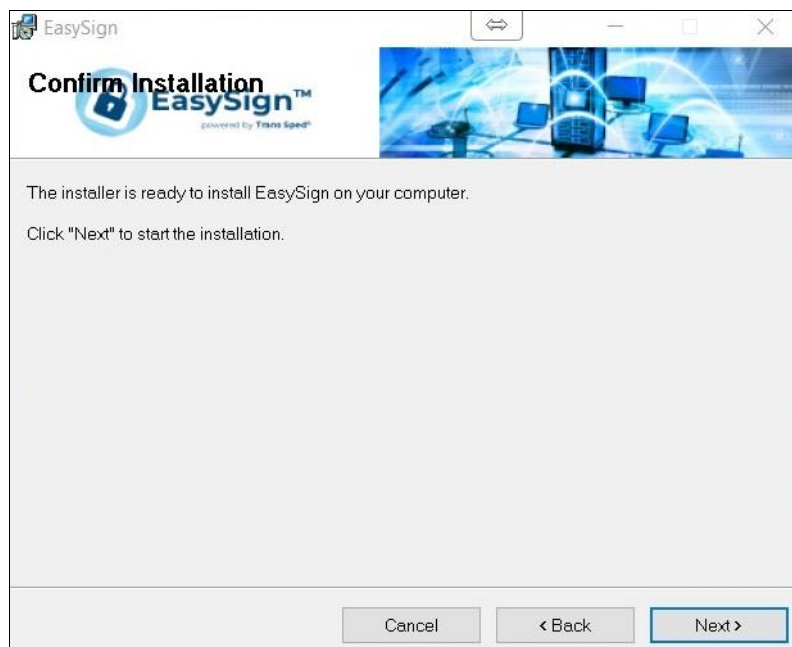 EasySign
Confirm Installation
EasySign™
powered by Trans Sped®
The installer is ready to install EasySign on your computer.
Click "Next" to start the installation.
Cancel
< Back
Next >